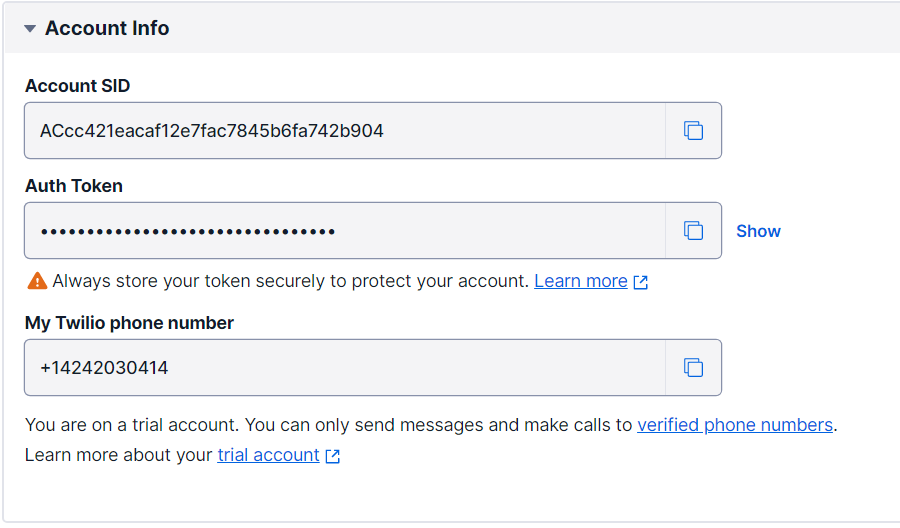 Account Info
Account SID
ACcc421eacaf12e7fac7845b6fa742b904
Auth Token
••••••••••••••••••••••••••••••••
Show
Always store your token securely to protect your account. Learn more
My Twilio phone number
+14242030414
You are on a trial account. You can only send messages and make calls to verified phone numbers.
Learn more about your trial account